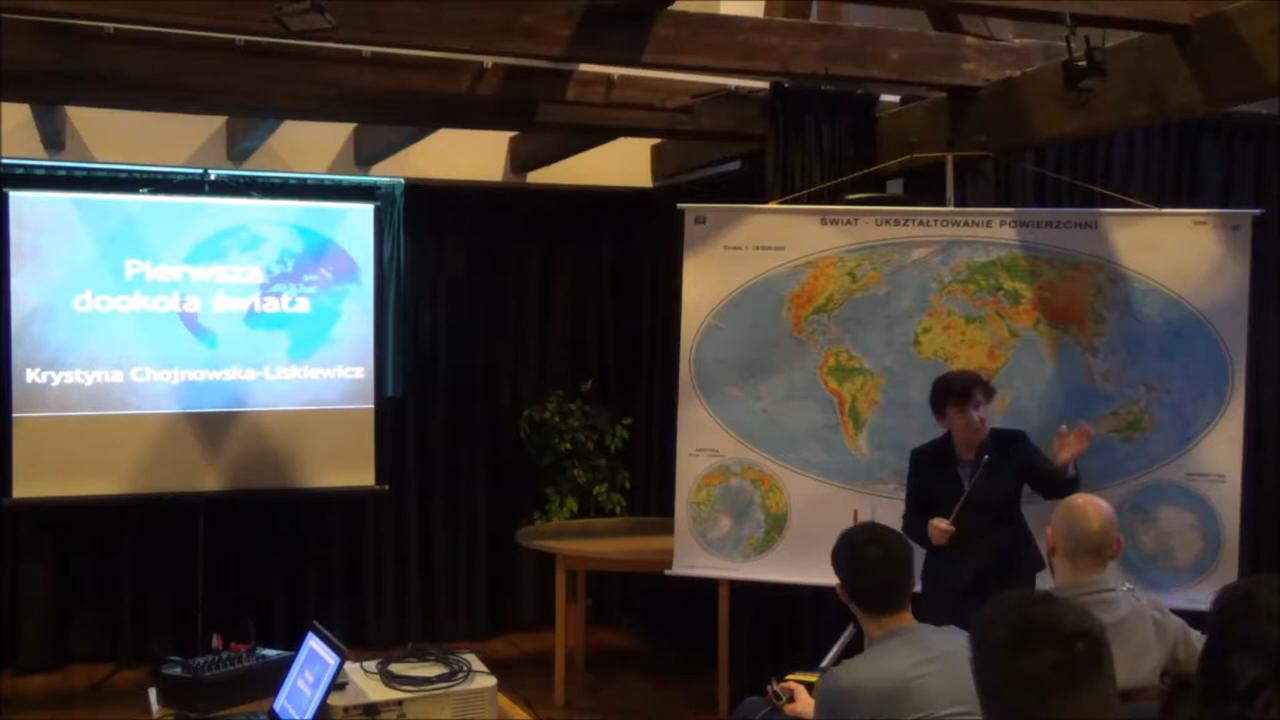 Pierwsza
dookoła świata
Krystyna Chojnowska-Liskiewicz
ŚWIAT - UKSZTAŁTOWANIE POWIERZCHNI